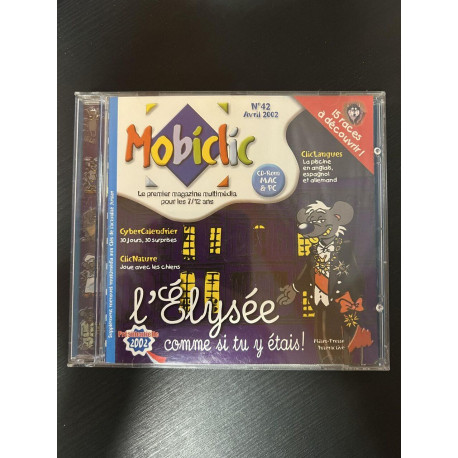 N°42
Avril 2002
15 races
à découvrir !
Mobiclic
Le premier magazine multimédia
pour les 7/12 ans
CD-Rom
MAC
& PC
ClicLangues
La piscine
en anglais,
espagnol
et allemand
CyberCalendrier
30 jours, 30 surprises
ClicNature
Joue avec les chiens
l'Élysée
comme si tu y étais !
Présidentielle
2002